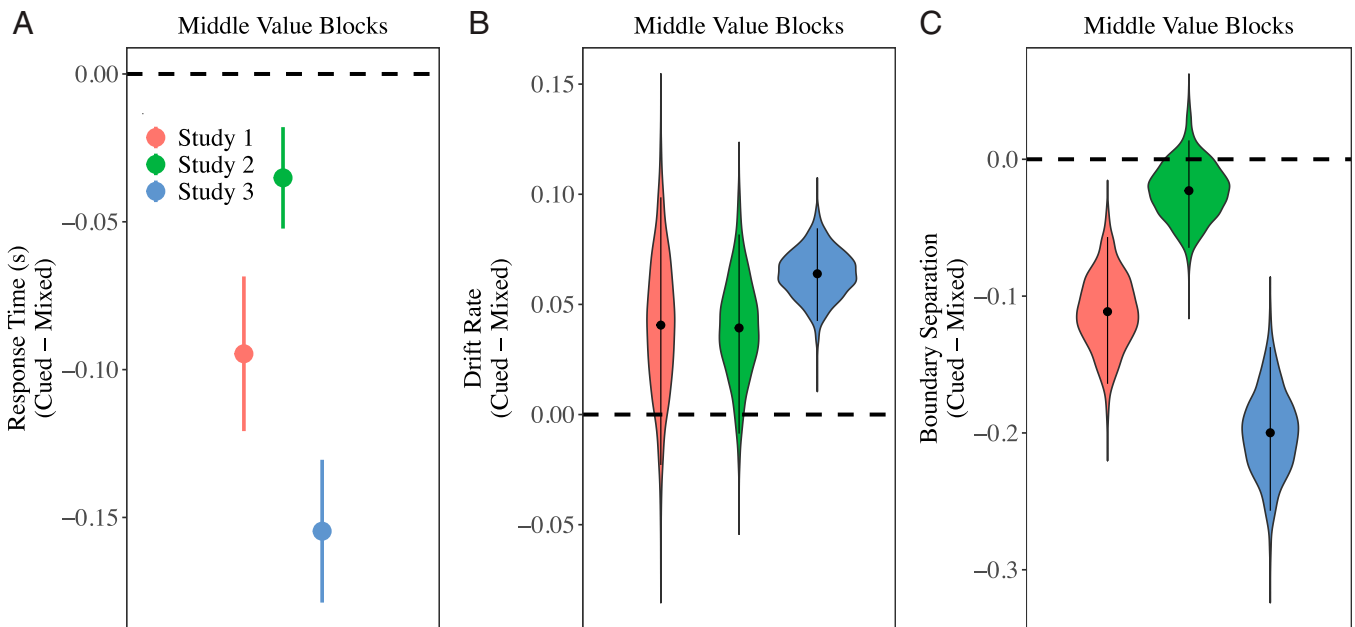 A
Middle Value Blocks
Response Time (s)
(Cued − Mixed)
0.00
−0.05
−0.10
−0.15
Study 1
Study 2
Study 3
B
Middle Value Blocks
Drift Rate
(Cued − Mixed)
0.15
0.10
0.05
0.00
−0.05
C
Middle Value Blocks
Boundary Separation
(Cued − Mixed)
0.0
−0.1
−0.2
−0.3